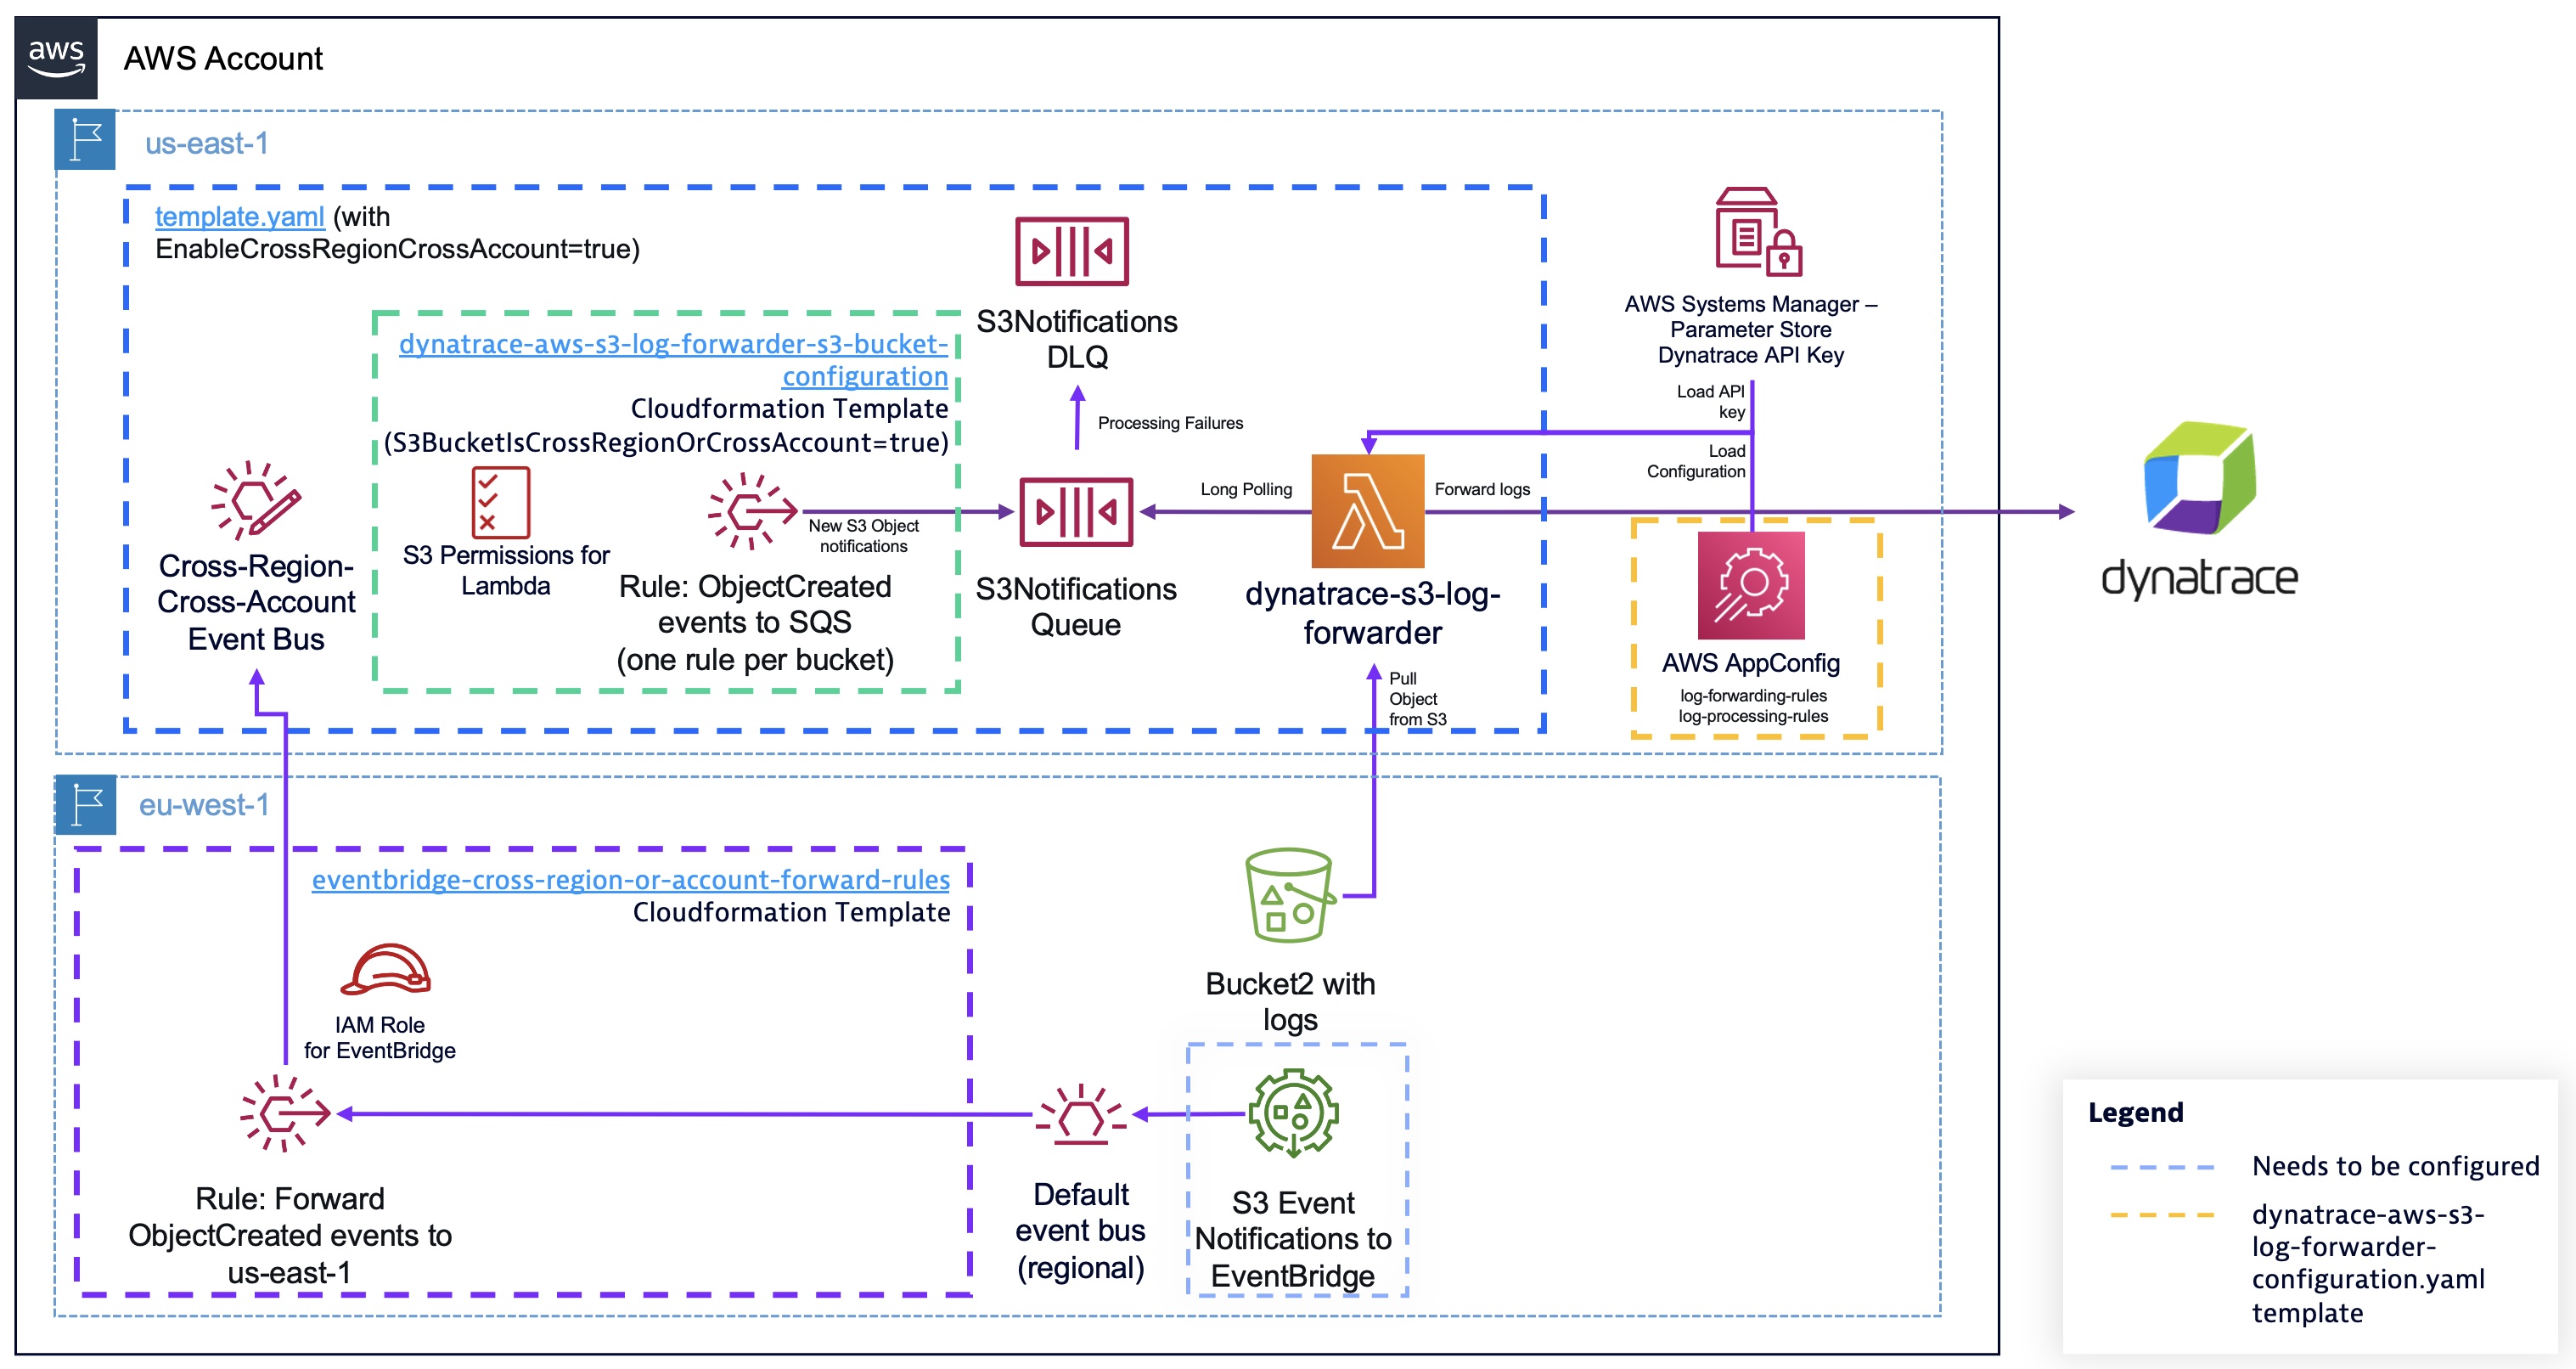 aws
AWS Account
us-east-1
template.yaml (with
EnableCrossRegionCrossAccount=true)
dynatrace-aws-s3-log-forwarder-s3-bucket-
configuration
Cloudformation Template
(S3BucketIsCrossRegionOrCrossAccount=true)
Cross-Region-
Cross-Account
Event Bus
S3 Permissions for
Lambda
New S3 Object
notifications
Rule: ObjectCreated
events to SQS
(one rule per bucket)
S3Notifications
DLQ
Processing Failures
S3Notifications
Queue
Long Polling
Forward logs
dynatrace-s3-log-
forwarder
Pull
Object
from S3
AWS Systems Manager –
Parameter Store
Dynatrace API Key
Load API
key
Load
Configuration
AWS AppConfig
log-forwarding-rules
log-processing-rules
dynatrace
eu-west-1
eventbridge-cross-region-or-account-forward-rules
Cloudformation Template
IAM Role
for EventBridge
Rule: Forward
ObjectCreated events to
us-east-1
Default
event bus
(regional)
Bucket2 with
logs
S3 Event
Notifications to
EventBridge
Legend
Needs to be configured
dynatrace-aws-s3-
log-forwarder-
configuration.yaml
template